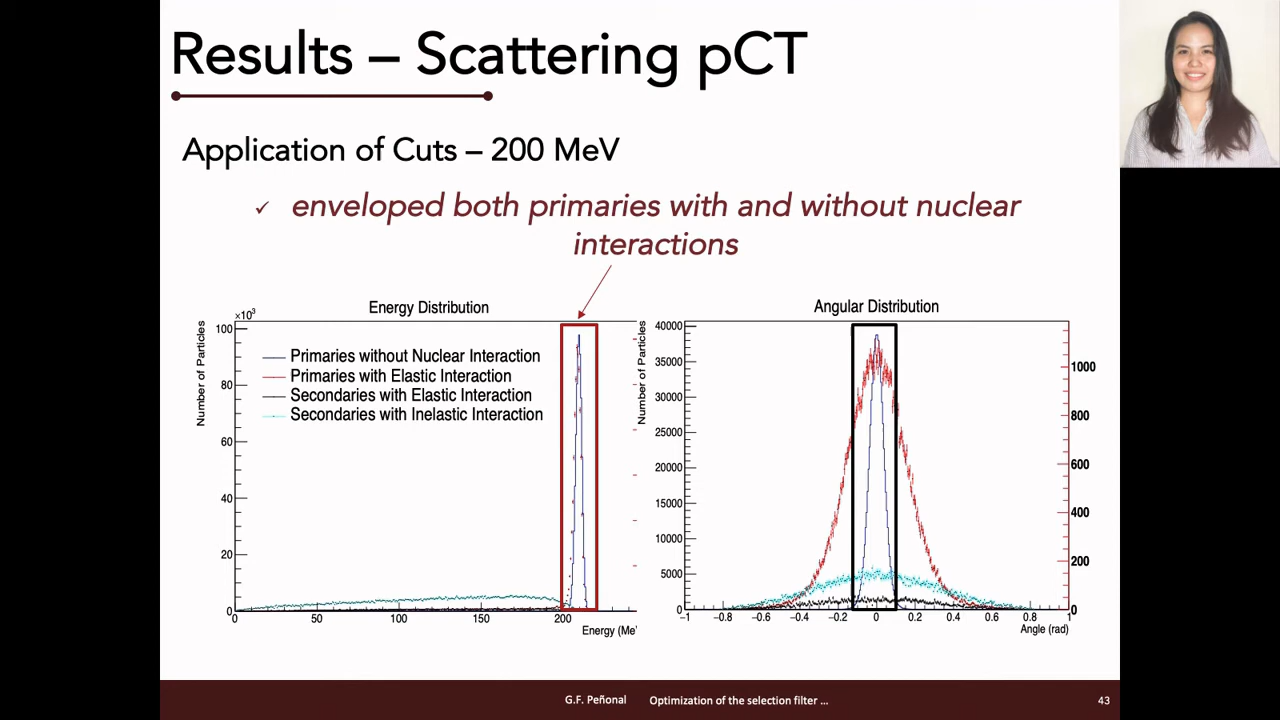 Results – Scattering pCT
Application of Cuts – 200 MeV
✓ enveloped both primaries with and without nuclear
interactions
Energy Distribution
×10³
Number of Particles
100
80
60
40
20
0
Primaries without Nuclear Interaction
Primaries with Elastic Interaction
Secondaries with Elastic Interaction
Secondaries with Inelastic Interaction
0 50 100 150 200
Energy (Me
Angular Distribution
Number of Particles
40000
35000
30000
25000
20000
15000
10000
5000
0
1000
800
600
400
200
0
−1 −0.8 −0.6 −0.4 −0.2 0 0.2 0.4 0.6 0.8 1
Angle (rad)
G.F. Peñonal Optimization of the selection filter ... 43